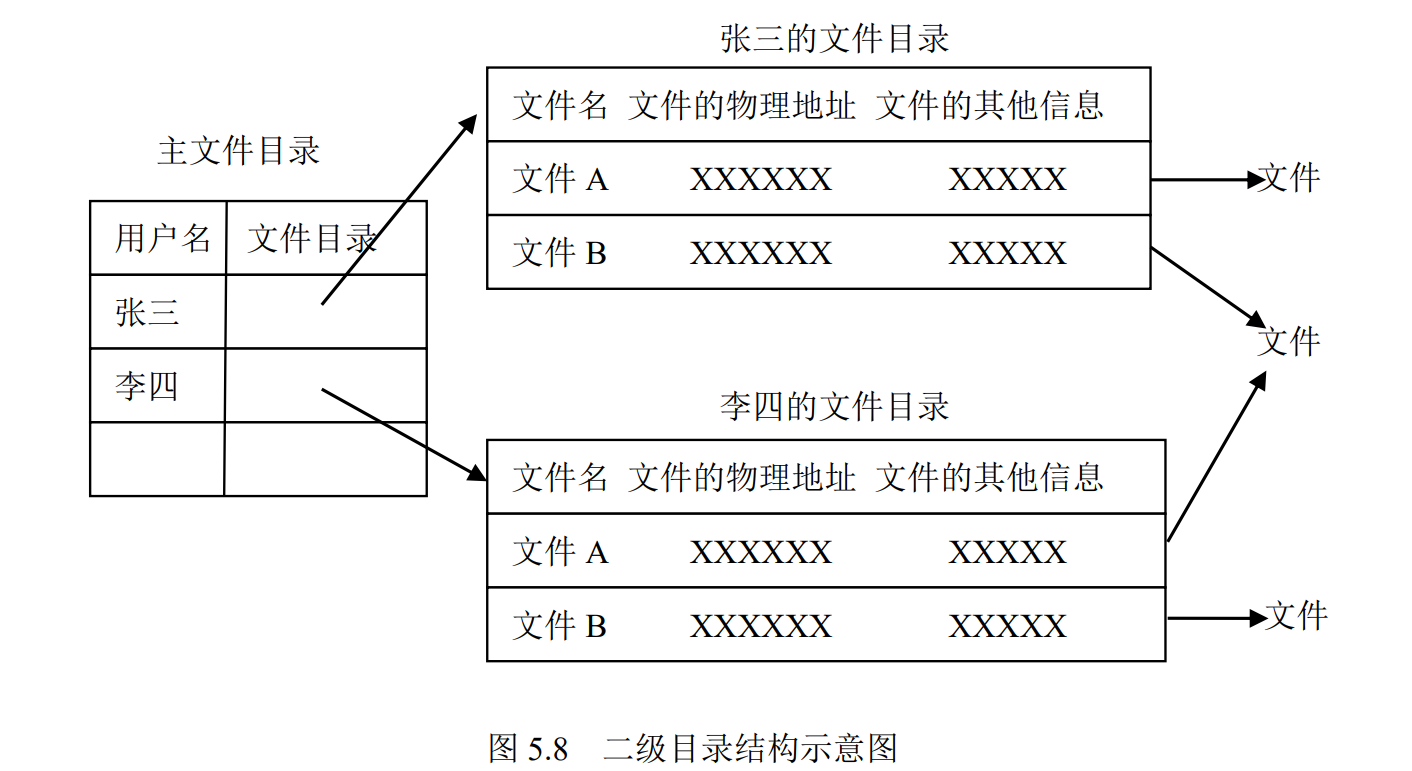 主文件目录
用户名 文件目录
张三
李四
张三的文件目录
文件名 文件的物理地址 文件的其他信息
文件 A XXXXXX XXXXX
文件 B XXXXXX XXXXX
文件
文件
李四的文件目录
文件名 文件的物理地址 文件的其他信息
文件 A XXXXXX XXXXX
文件 B XXXXXX XXXXX
文件
图 5.8 二级目录结构示意图